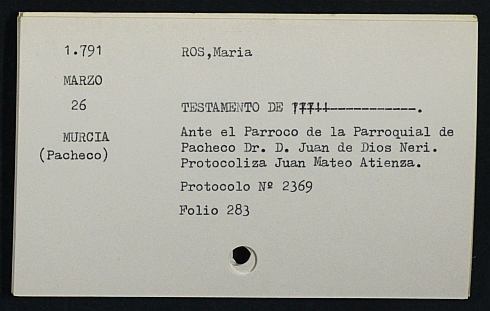 1.791
ROS,Maria
MARZO
26
TESTAMENTO DE -------------.
MURCIA
(Pacheco)
Ante el Parroco de la Parroquial de
Pacheco Dr. D. Juan de Dios Neri.
Protocoliza Juan Mateo Atienza.
Protocolo Nº 2369
Folio 283